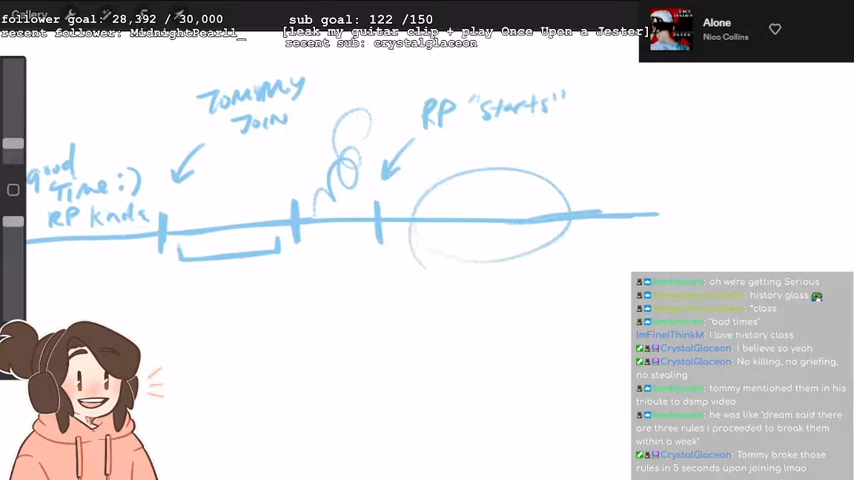 Gallery
follower goal: 28,392 / 30,000
recent follower: MidnightPearll_
sub goal: 122 /150
[Leak my guitar clip + play Once Upon a Jester]
recent sub: crystalglaceon
Alone
Nico Collins
TOMMY
JOIN
RP "starts"
good
TIME :)
RP kinda
oh were getting Serious
history glass
*class
"bad times"
ImFineIThinkM: I love history class
CrystalGlaceon: I believe so yeah
CrystalGlaceon: No killing, no griefing,
no stealing
tommy mentioned them in his
tribute to dsmp video
he was like "dream said there
are three rules i proceeded to break them
within a week"
CrystalGlaceon: Tommy broke those
rules in 5 seconds upon joining lmao